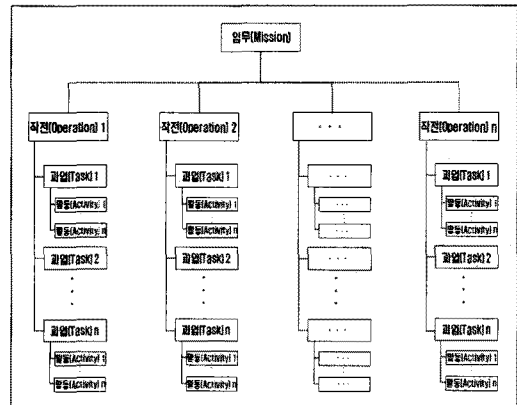 임무(Mission)
작전(Operation) 1
작전(Operation) 2
· · ·
작전(Operation) n
과업(Task) 1
과업(Task) 1
· · ·
과업(Task) 1
활동(Activity) 1
활동(Activity) 1
· · ·
활동(Activity) 1
활동(Activity) n
활동(Activity) n
· · ·
활동(Activity) n
과업(Task) 2
과업(Task) 2
· · ·
과업(Task) 2
과업(Task) n
과업(Task) n
· · ·
과업(Task) n
활동(Activity) 1
활동(Activity) 1
· · ·
활동(Activity) 1
활동(Activity) n
활동(Activity) n
· · ·
활동(Activity) n